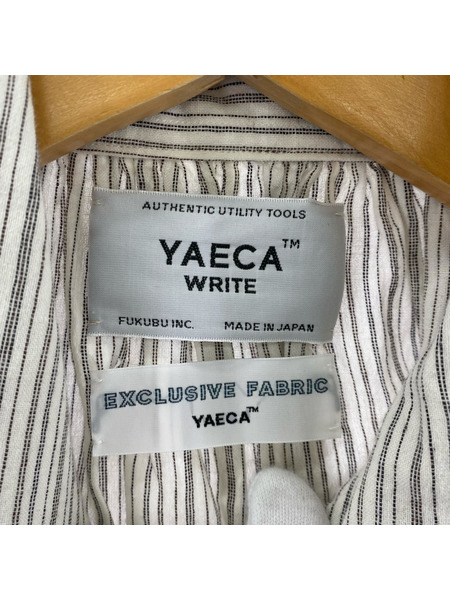 AUTHENTIC UTILITY TOOLS
YAECA™
WRITE
FUKUBU INC. MADE IN JAPAN
EXCLUSIVE FABRIC
YAECA™